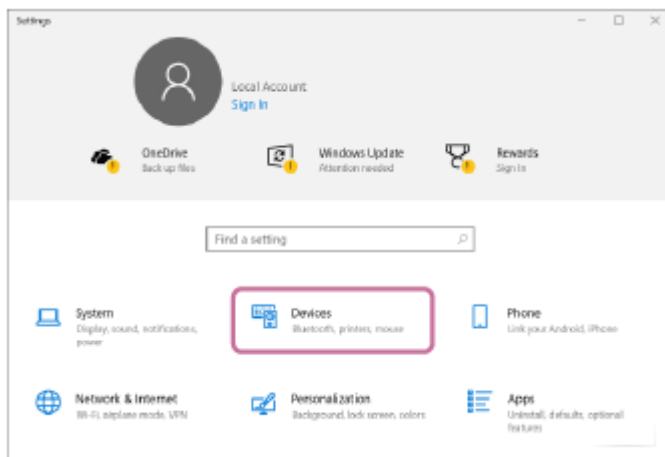 Settings
Local Account
Sign In
OneDrive
Back up files
Windows Update
Attention needed
Rewards
Sign In
Find a setting
System
Display, sound, notifications,
power
Devices
Bluetooth, printers, mouse
Phone
Link your Android, iPhone
Network & Internet
Wi-Fi, airplane mode, VPN
Personalization
Background, lock screen, colors
Apps
Uninstall, defaults, optional
features